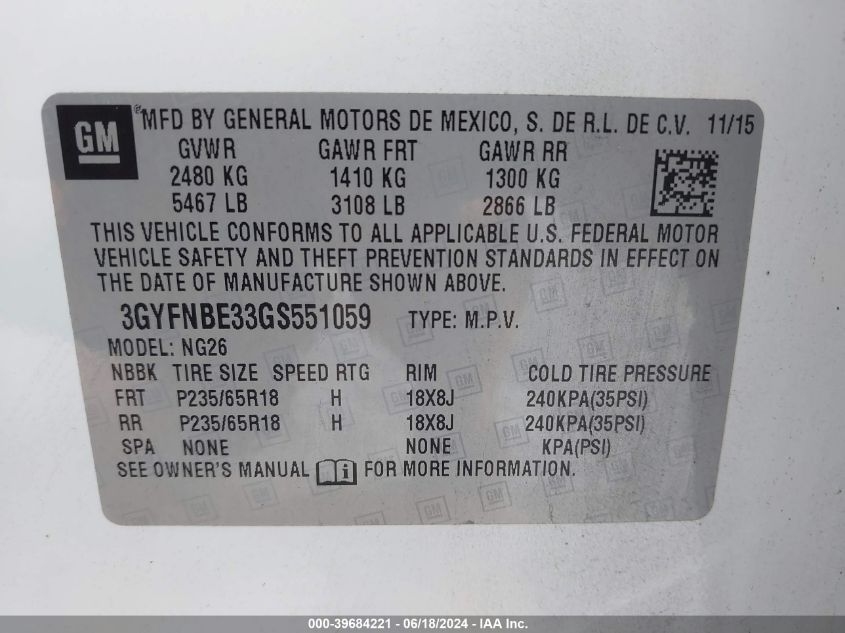 GM
® MFD BY GENERAL MOTORS DE MEXICO, S. DE R.L. DE C.V. 11/15
GVWR GAWR FRT GAWR RR
2480 KG 1410 KG 1300 KG
5467 LB 3108 LB 2866 LB
THIS VEHICLE CONFORMS TO ALL APPLICABLE U.S. FEDERAL MOTOR
VEHICLE SAFETY AND THEFT PREVENTION STANDARDS IN EFFECT ON
THE DATE OF MANUFACTURE SHOWN ABOVE.
3GYFNBE33GS551059 TYPE: M.P.V.
MODEL: NG26
NBBK TIRE SIZE SPEED RTG RIM COLD TIRE PRESSURE
FRT P235/65R18 H 18X8J 240KPA(35PSI)
RR P235/65R18 H 18X8J 240KPA(35PSI)
SPA NONE NONE KPA(PSI)
SEE OWNER'S MANUAL i FOR MORE INFORMATION.
000-39684221 - 06/18/2024 - IAA Inc.